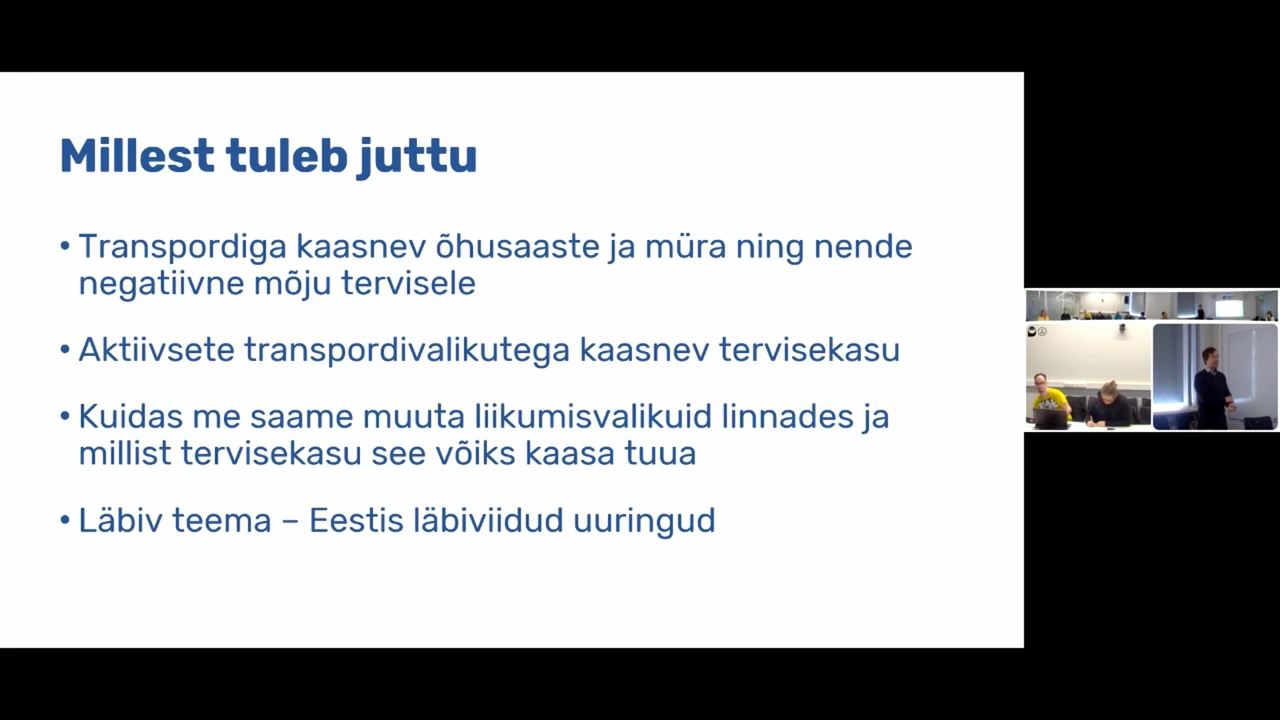 Millest tuleb juttu
• Transpordiga kaasnev õhusaaste ja müra ning nende
negatiivne mõju tervisele
• Aktiivsete transpordivalikutega kaasnev tervisekasu
• Kuidas me saame muuta liikumisvalikuid linnades ja
millist tervisekasu see võiks kaasa tuua
• Läbiv teema – Eestis läbiviidud uuringud